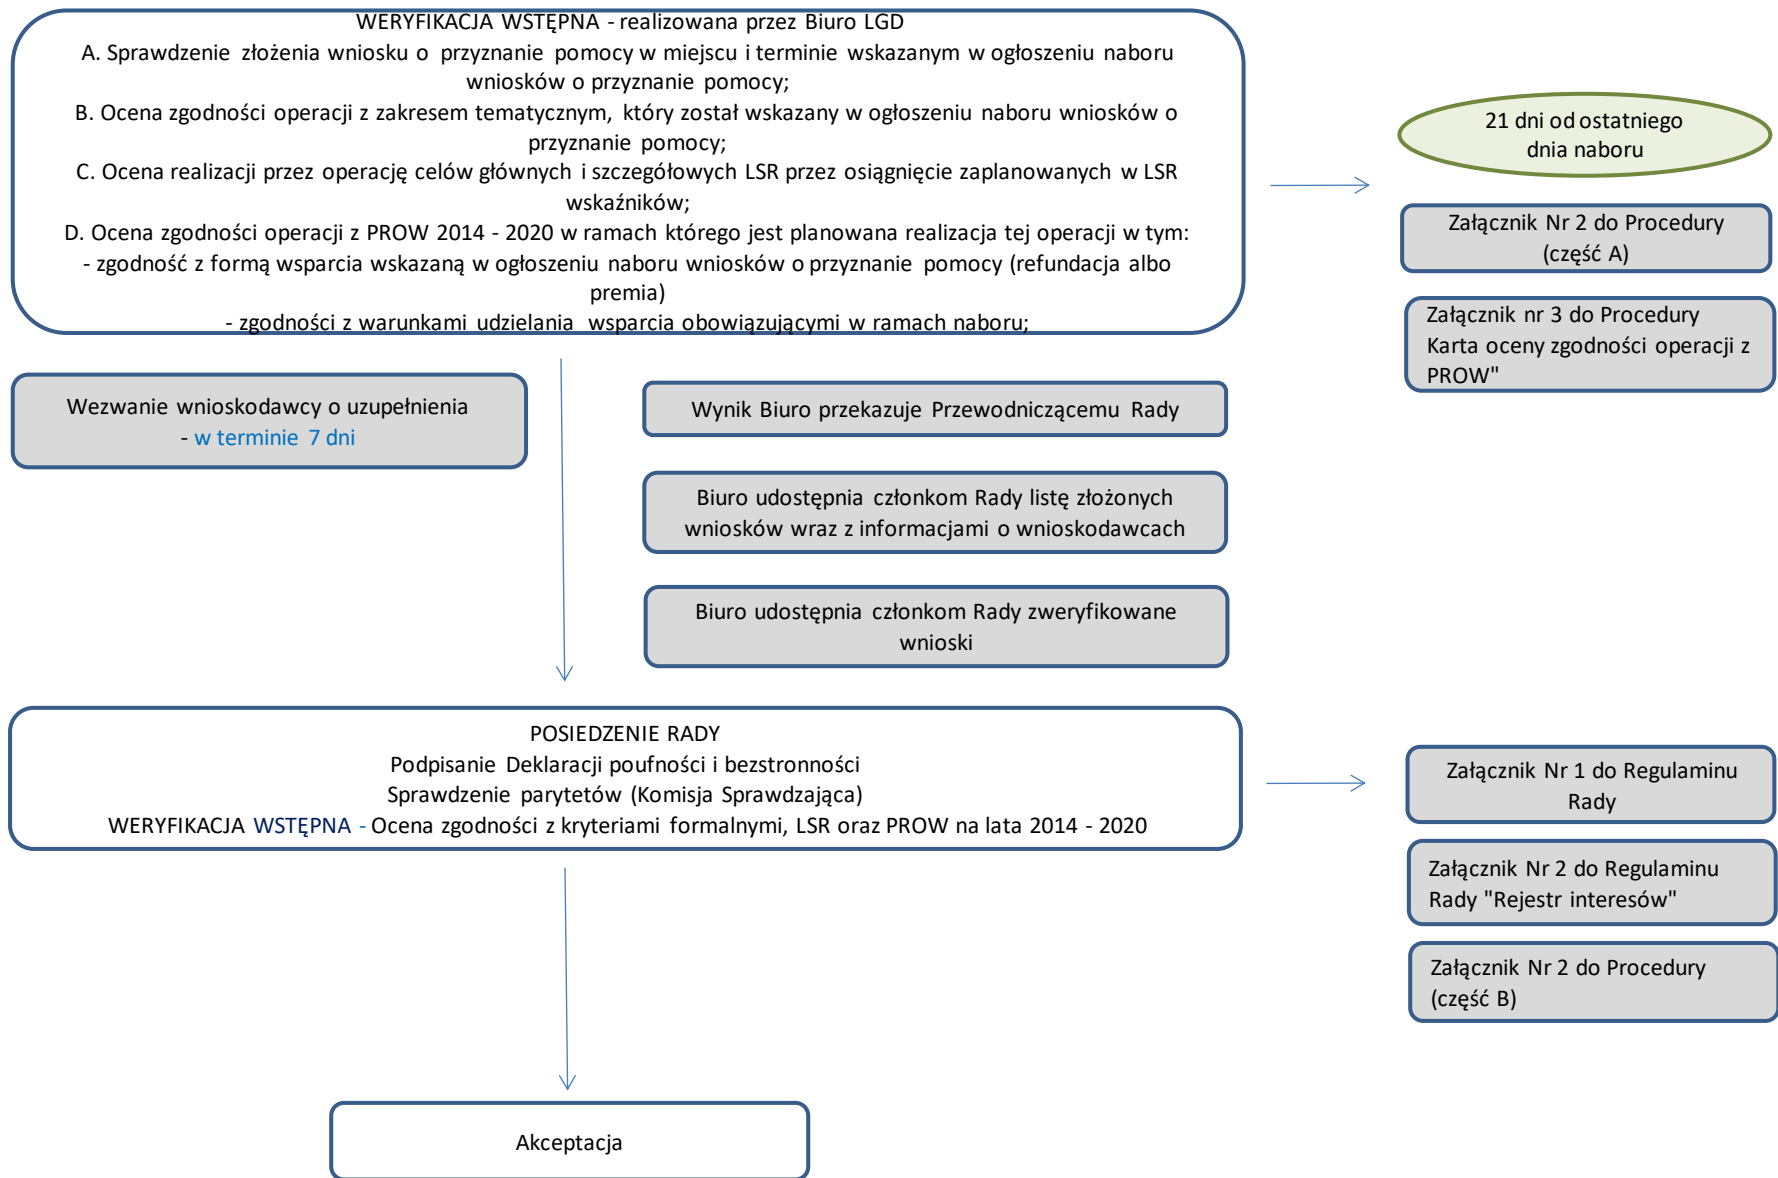 WERYFIKACJA WSTĘPNA - realizowana przez Biuro LGD
A. Sprawdzenie złożenia wniosku o przyznanie pomocy w miejscu i terminie wskazanym w ogłoszeniu naboru
wniosków o przyznanie pomocy;
B. Ocena zgodności operacji z zakresem tematycznym, który został wskazany w ogłoszeniu naboru wniosków o
przyznanie pomocy;
C. Ocena realizacji przez operację celów głównych i szczegółowych LSR przez osiągnięcie zaplanowanych w LSR
wskaźników;
D. Ocena zgodności operacji z PROW 2014 - 2020 w ramach którego jest planowana realizacja tej operacji w tym:
- zgodność z formą wsparcia wskazaną w ogłoszeniu naboru wniosków o przyznanie pomocy (refundacja albo
premia)
- zgodności z warunkami udzielania wsparcia obowiązującymi w ramach naboru;
21 dni od ostatniego
dnia naboru
Załącznik Nr 2 do Procedury
(część A)
Załącznik nr 3 do Procedury
Karta oceny zgodności operacji z
PROW"
Wezwanie wnioskodawcy o uzupełnienia
- w terminie 7 dni
Wynik Biuro przekazuje Przewodniczącemu Rady
Biuro udostępnia członkom Rady listę złożonych
wniosków wraz z informacjami o wnioskodawcach
Biuro udostępnia członkom Rady zweryfikowane
wnioski
POSIEDZENIE RADY
Podpisanie Deklaracji poufności i bezstronności
Sprawdzenie parytetów (Komisja Sprawdzająca)
WERYFIKACJA WSTĘPNA - Ocena zgodności z kryteriami formalnymi, LSR oraz PROW na lata 2014 - 2020
Załącznik Nr 1 do Regulaminu
Rady
Załącznik Nr 2 do Regulaminu
Rady "Rejestr interesów"
Załącznik Nr 2 do Procedury
(część B)
Akceptacja